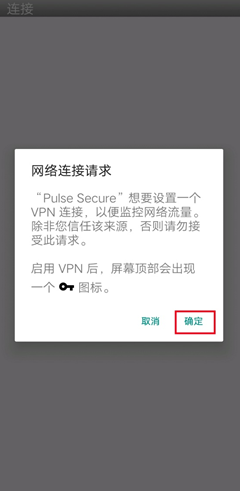 连接
网络连接请求
“Pulse Secure”想要设置一个
VPN 连接，以便监控网络流量。
除非您信任该来源，否则请勿接
受此请求。
启用 VPN 后，屏幕顶部会出现
一个 图标。
取消 确定